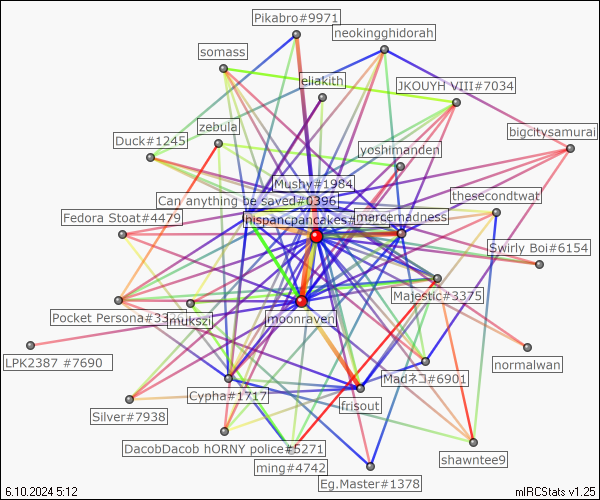 Pikabro#9971
neokingghidorah
somass
eliakith
JKOUYH VIII#7034
zebula
bigcitysamurai
Duck#1245
yoshimanden
Mushy#1984
thesecondtwat
Can anything be saved#0396
Fedora Stoat#4479
hispancpancakes#
marcemadness
Swirly Boi#6154
Majestic#3375
Pocket Persona#33
mukszi
moonraven
LPK2387 #7690
normalwan
Madネコ#6901
Cypha#1717
frisout
Silver#7938
DacobDacob hORNY police#5271
shawntee9
ming#4742
Eg.Master#1378
6.10.2024 5:12
mIRCStats v1.25